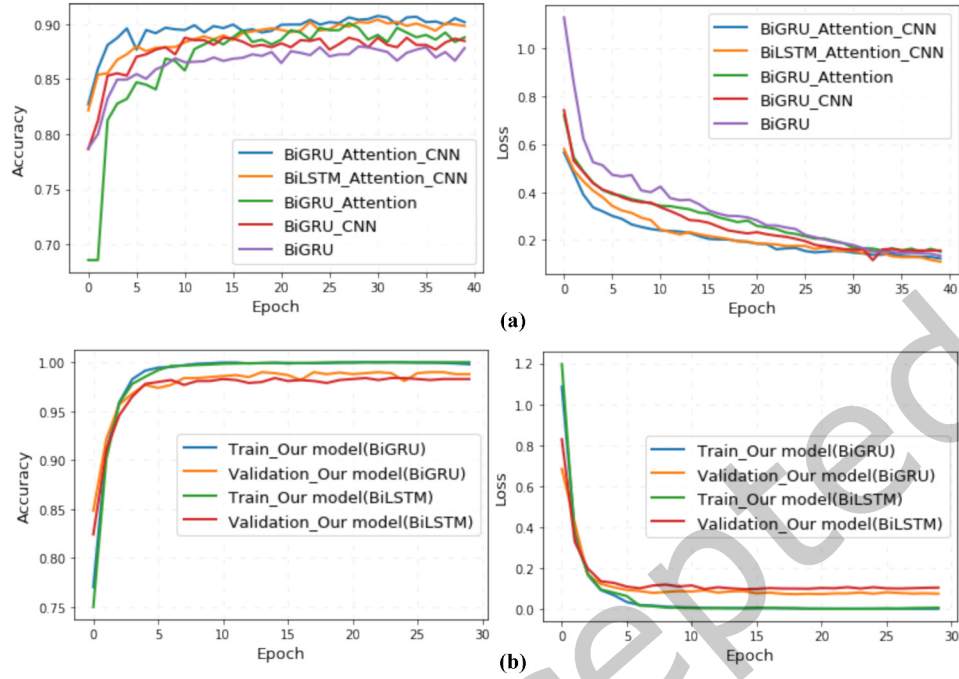 0.90
0.85
0.80
0.75
0.70
Accuracy
BiGRU_Attention_CNN
BiLSTM_Attention_CNN
BiGRU_Attention
BiGRU_CNN
BiGRU
0 5 10 15 20 25 30 35 40
Epoch
1.0
0.8
0.6
0.4
0.2
Loss
BiGRU_Attention_CNN
BiLSTM_Attention_CNN
BiGRU_Attention
BiGRU_CNN
BiGRU
0 5 10 15 20 25 30 35 40
Epoch
(a)
1.00
0.95
0.90
0.85
0.80
0.75
Accuracy
Train_Our model(BiGRU)
Validation_Our model(BiGRU)
Train_Our model(BiLSTM)
Validation_Our model(BiLSTM)
0 5 10 15 20 25 30
Epoch
1.2
1.0
0.8
0.6
0.4
0.2
0.0
Loss
Train_Our model(BiGRU)
Validation_Our model(BiGRU)
Train_Our model(BiLSTM)
Validation_Our model(BiLSTM)
0 5 10 15 20 25 30
Epoch
(b)
epted